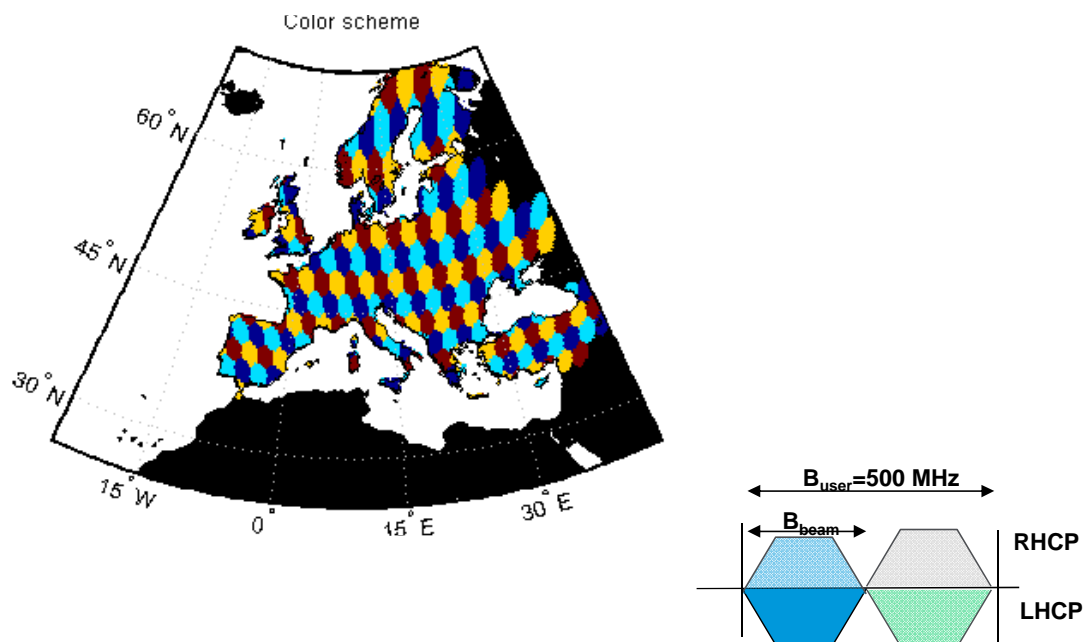 Color scheme
60°N
45°N
30°N
15°W
0°
15°E
30°E
B_user=500 MHz
B_beam
RHCP
LHCP